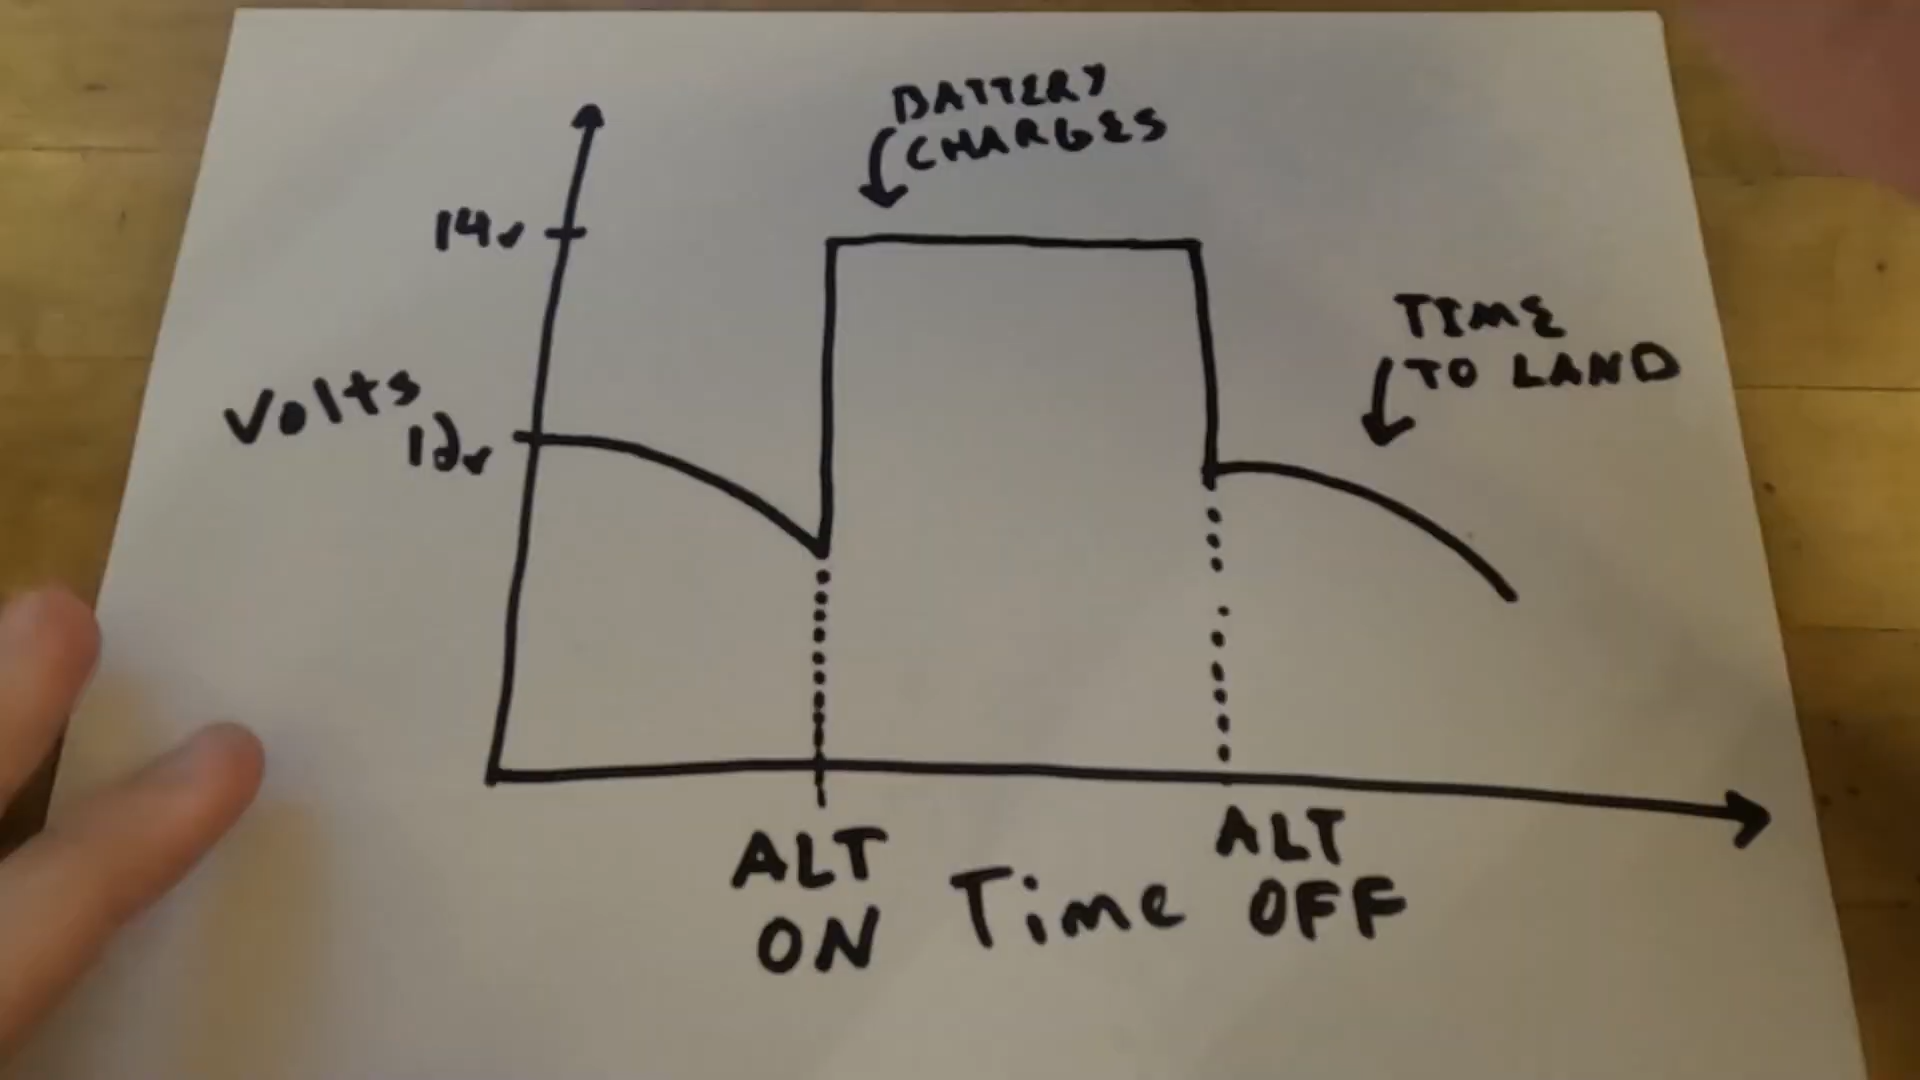 BATTERY
CHARGES
14v
TIME
TO LAND
Volts
12v
ALT
ON
Time
ALT
OFF